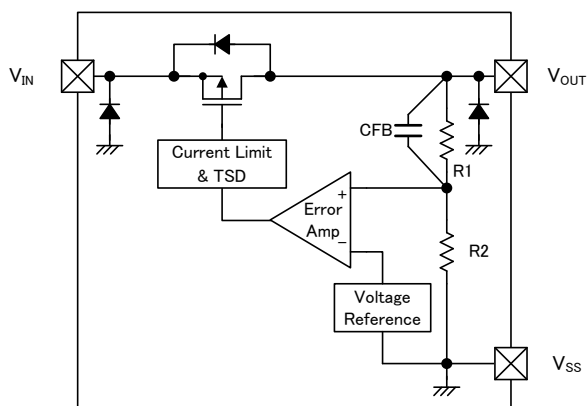 VIN
VOUT
CFB
R1
Current Limit
& TSD
+
Error
Amp
−
R2
Voltage
Reference
VSS